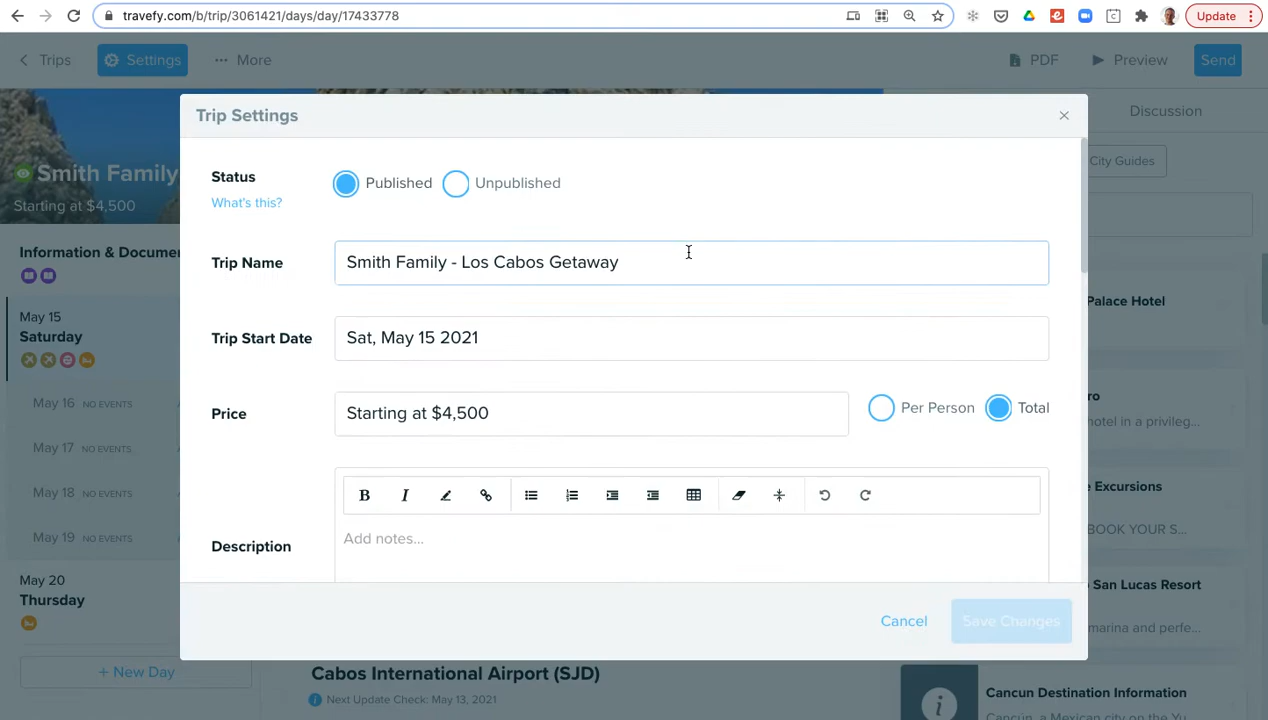 travefy.com/b/trip/3061421/days/day/17433778
Update
Trips
Settings
More
PDF
Preview
Send
Trip Settings
Discussion
City Guides
Smith Family
Starting at $4,500
Status
Published
Unpublished
What's this?
Information & Documen
Trip Name
Smith Family - Los Cabos Getaway
May 15
Saturday
Trip Start Date
Sat, May 15 2021
Palace Hotel
May 16 NO EVENTS
Price
Starting at $4,500
Per Person
Total
ro
hotel in a privileg...
May 17 NO EVENTS
May 18 NO EVENTS
May 19 NO EVENTS
B
I
e Excursions
BOOK YOUR S...
Description
Add notes...
May 20
Thursday
San Lucas Resort
marina and perfe...
Cancel
Save Changes
+ New Day
Cabos International Airport (SJD)
Next Update Check: May 13, 2021
Cancun Destination Information
Cancún, a Mexican city on the Yu